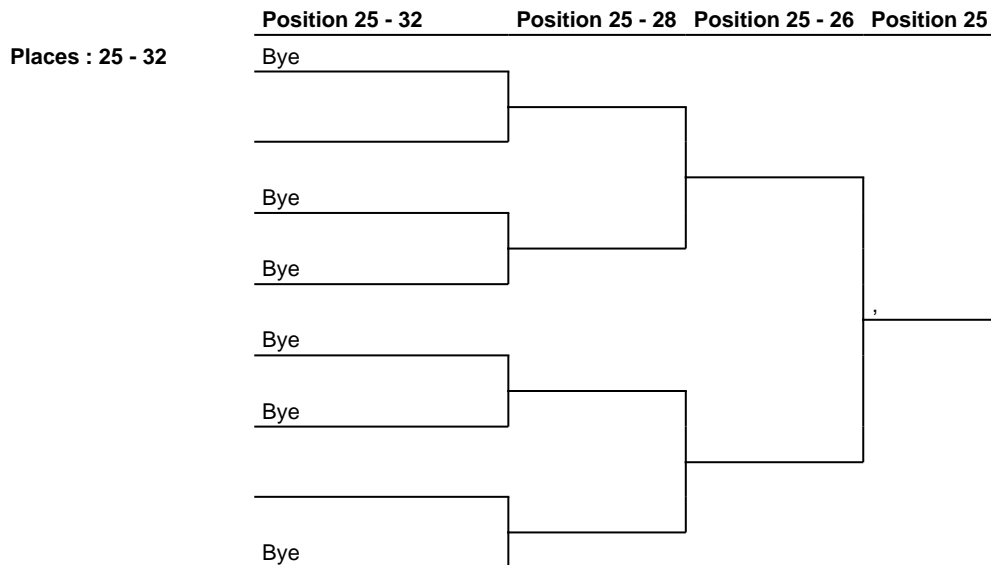 Position 25 - 32 Position 25 - 28 Position 25 - 26 Position 25
Places : 25 - 32
Bye
Bye
Bye
Bye
Bye
Bye
,